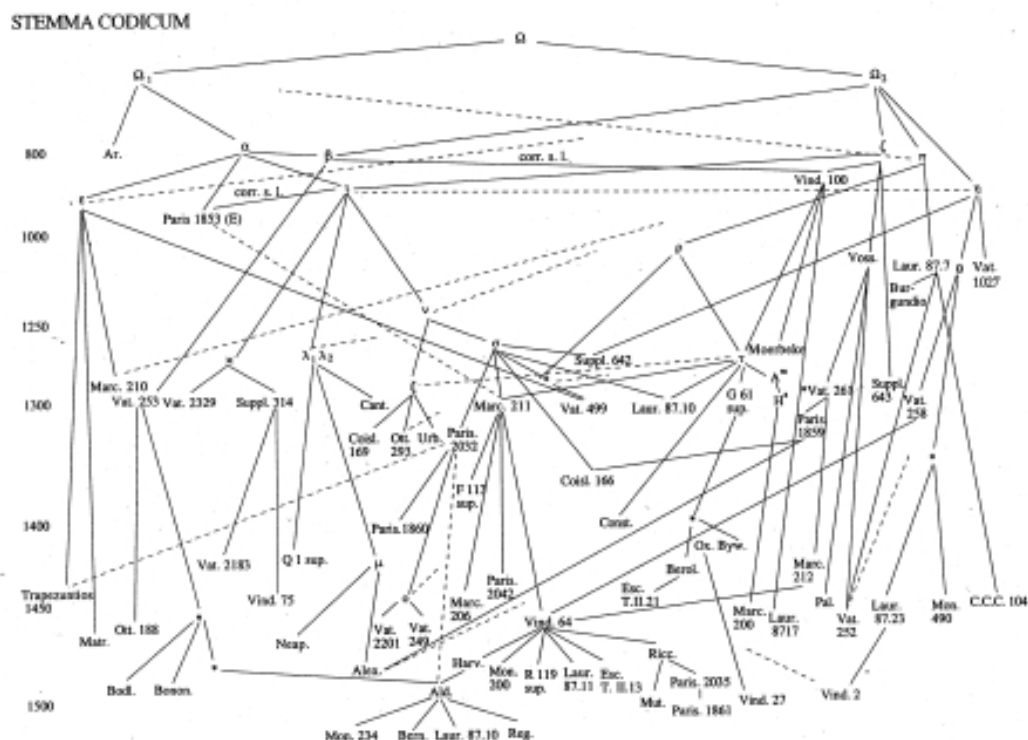 STEMMA CODICUM
Ω
Ω₁
Ω₂
800
Ar.
α
β
corr. s. l.
ζ
Vind. 100
corr. s. l.
Paris 1853 (E)
1000
Voss.
Laur. 87.7
Vat.
1027
Bur-
gundio
1250
λ₁ λ₂
Suppl. 642
Moerbeke
Marc. 210
Vat. 253
Vat. 2329
Suppl. 314
Cant.
1300
Marc. 211
Vat. 499
Laur. 87.10
G 61
sup.
Vat. 261
Suppl.
643
Vat.
258
Paris.
1859
Coisl.
169
Ott.
293
Urb.
Paris.
2032
Coisl. 166
F 113
sup.
1400
Paris. 1860
Const.
Ox. Byw.
Vat. 2183
Q 1 sup.
μ
Berol.
Marc.
212
Trapezuntios
1450
Vind. 75
Paris.
2042
Marc.
206
Esc.
T.II.21
Marc.
200
Laur.
8717
Pal.
Vat.
252
Laur.
87.23
Mon.
490
C.C.C. 104
Matr.
Ott. 188
Neap.
Vat.
2201
Vat.
249
Vind. 64
Alex.
Harv.
Mon.
200
R 119
sup.
Laur.
87.11
Esc.
T. II.13
Ricc.
Bodl.
Bonon.
Ald.
Mut.
Paris. 2035
Paris. 1861
Vind. 27
Vind. 2
1500
Mon. 234
Bern.
Laur. 87.10
Reg.